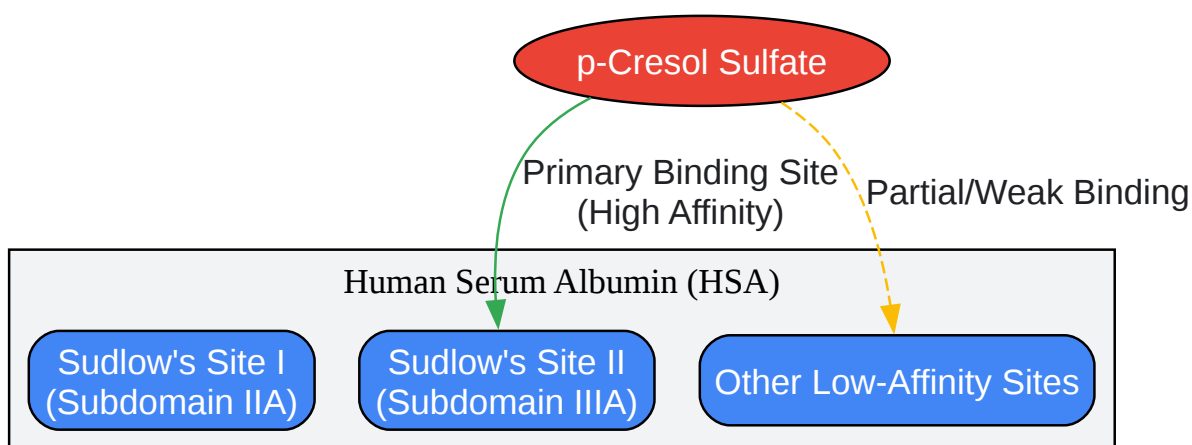 p-Cresol Sulfate
Primary Binding Site
(High Affinity)
Partial/Weak Binding
Human Serum Albumin (HSA)
Sudlow's Site I
(Subdomain IIA)
Sudlow's Site II
(Subdomain IIIA)
Other Low-Affinity Sites